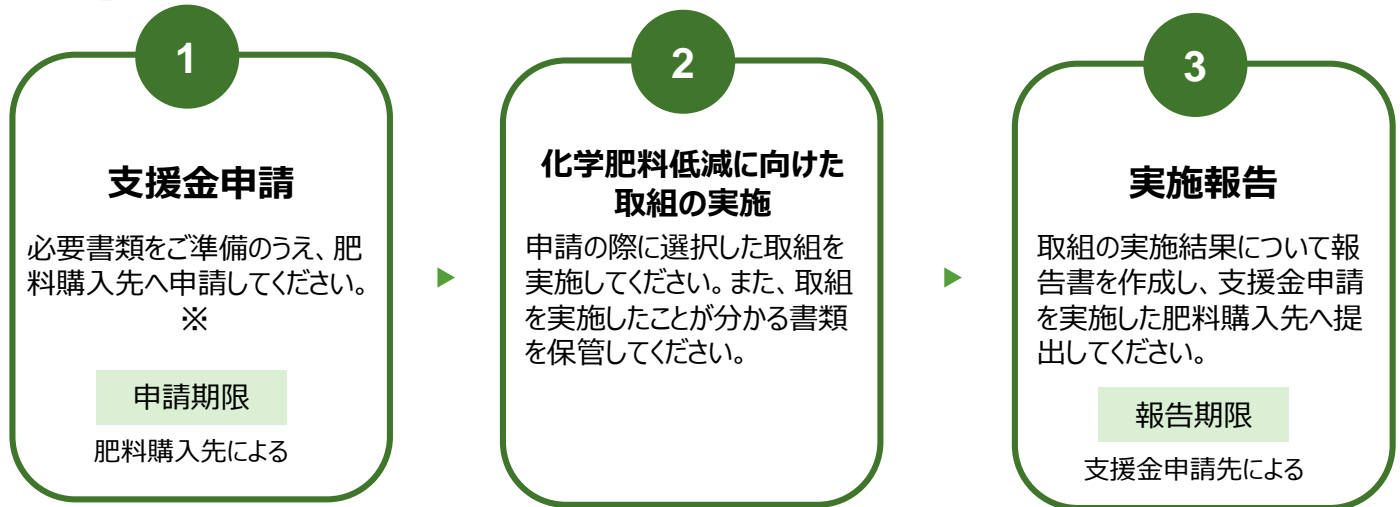 1
支援金申請
必要書類をご準備のうえ、肥
料購入先へ申請してください。
※
申請期限
肥料購入先による
2
化学肥料低減に向けた
取組の実施
申請の際に選択した取組を
実施してください。また、取組
を実施したことが分かる書類
を保管してください。
3
実施報告
取組の実施結果について報
告書を作成し、支援金申請
を実施した肥料購入先へ提
出してください。
報告期限
支援金申請先による